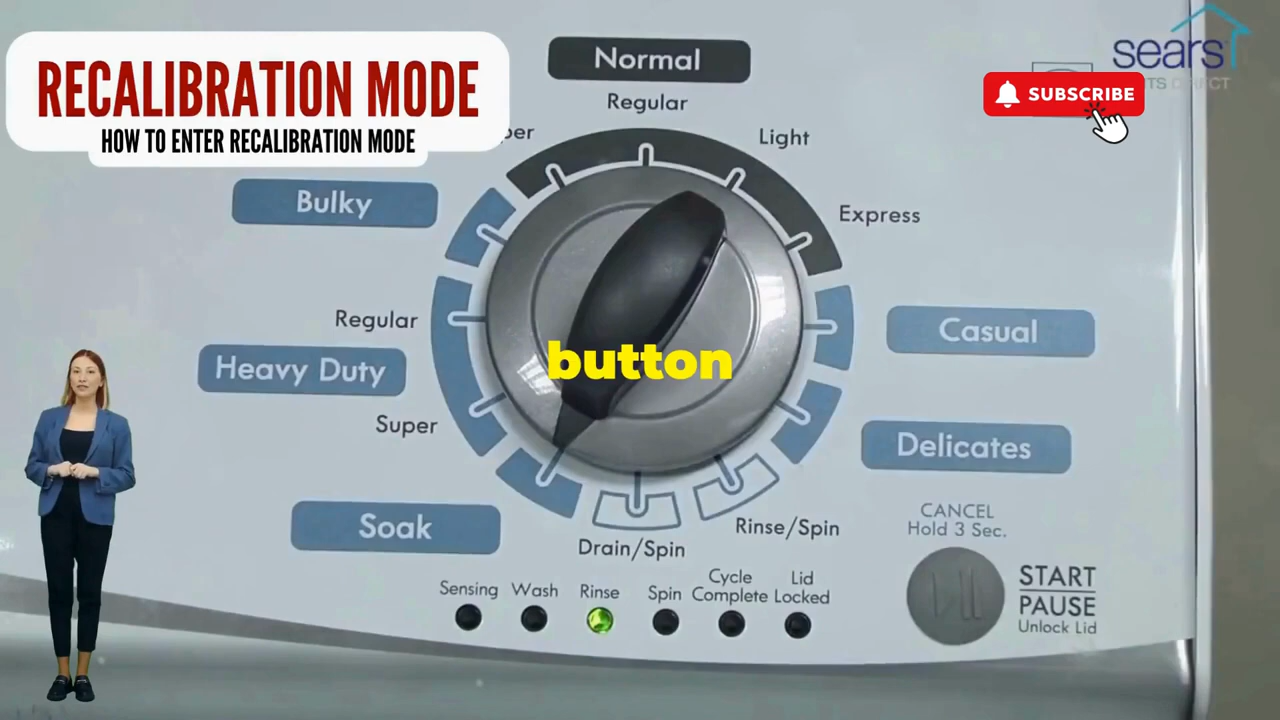 RECALIBRATION MODE
HOW TO ENTER RECALIBRATION MODE
sears
SUBSCRIBE
DIRECT
Normal
Regular
Light
Express
Bulky
Regular
Heavy Duty
Super
Soak
button
Casual
Delicates
Rinse/Spin
Drain/Spin
CANCEL
Hold 3 Sec.
START
PAUSE
Unlock Lid
Sensing
Wash
Rinse
Spin
Cycle
Complete
Lid
Locked